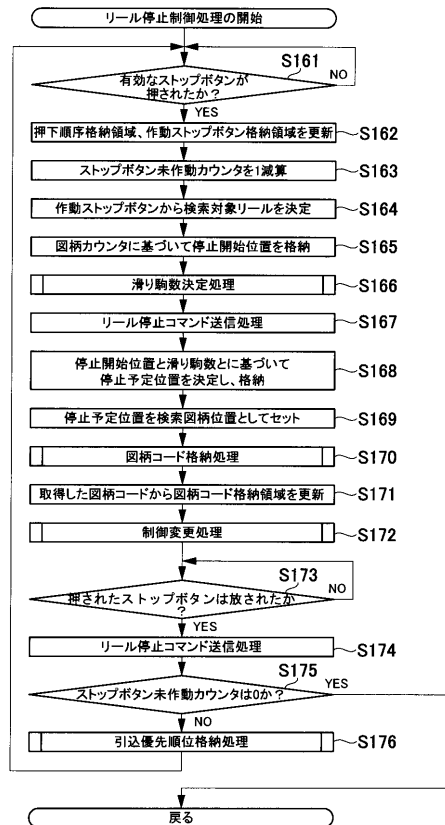 リール停止制御処理の開始
S161
有効なストップボタンが
押されたか？
NO
YES
押下順序格納領域、作動ストップボタン格納領域を更新
S162
ストップボタン未作動カウンタを1減算
S163
作動ストップボタンから検索対象リールを決定
S164
図柄カウンタに基づいて停止開始位置を格納
S165
滑り駒数決定処理
S166
リール停止コマンド送信処理
S167
停止開始位置と滑り駒数とに基づいて
停止予定位置を決定し、格納
S168
停止予定位置を検索図柄位置としてセット
S169
図柄コード格納処理
S170
取得した図柄コードから図柄コード格納領域を更新
S171
制御変更処理
S172
S173
押されたストップボタンは放されたか
？
NO
YES
リール停止コマンド送信処理
S174
S175
ストップボタン未作動カウンタは0か？
YES
NO
引込優先順位格納処理
S176
戻る